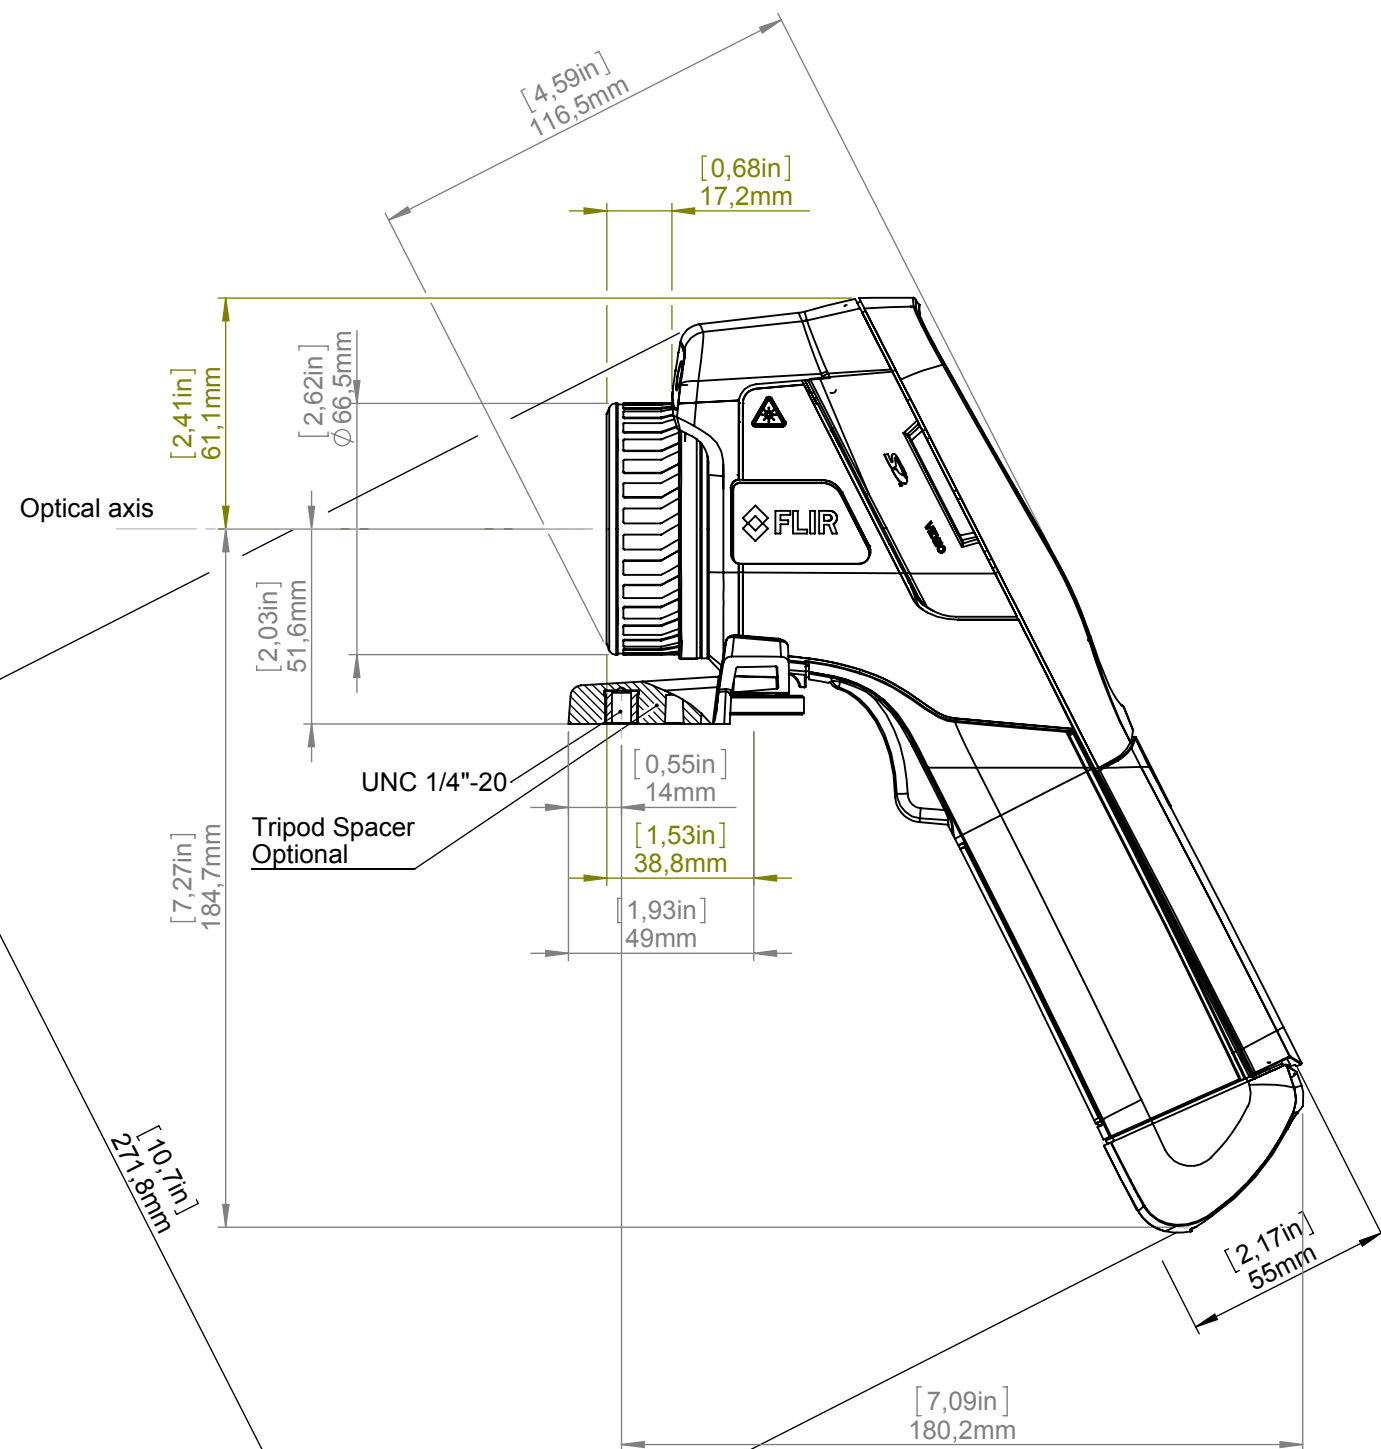 [4,59in]
116,5mm
[0,68in]
17,2mm
[2,41in]
61,1mm
[2,62in]
Ø66,5mm
Optical axis
FLIR
VIDEO
[2,03in]
51,6mm
UNC 1/4"-20
[0,55in]
14mm
Tripod Spacer
Optional
[1,53in]
38,8mm
[7,27in]
184,7mm
[1,93in]
49mm
[10,7in]
271,8mm
[2,17in]
55mm
[7,09in]
180,2mm